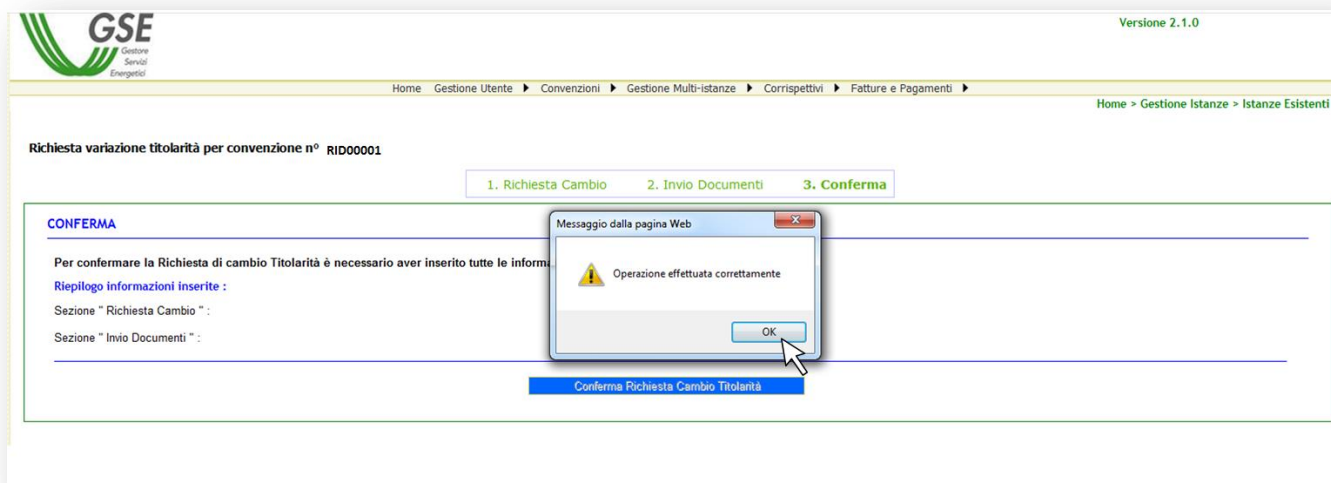 GSE
Gestore
Servizi
Energetici
Versione 2.1.0
Home Gestione Utente Convenzioni Gestione Multi-istanze Corrispettivi Fatture e Pagamenti
Home > Gestione Istanze > Istanze Esistenti
Richiesta variazione titolarità per convenzione n° RID00001
1. Richiesta Cambio 2. Invio Documenti 3. Conferma
CONFERMA
Messaggio dalla pagina Web
Per confermare la Richiesta di cambio Titolarità è necessario aver inserito tutte le
Operazione effettuata correttamente
Riepilogo informazioni inserite :
Sezione " Richiesta Cambio " :
Sezione " Invio Documenti " :
OK
Conferma Richiesta Cambio Titolarità